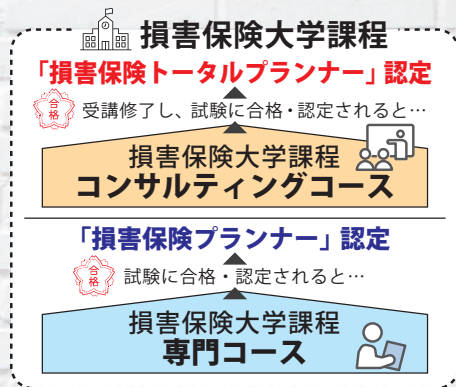 損害保険大学課程
「損害保険トータルプランナー」認定
合格
受講修了し、試験に合格・認定されると…
損害保険大学課程
コンサルティングコース
「損害保険プランナー」認定
合格
試験に合格・認定されると…
損害保険大学課程
専門コース